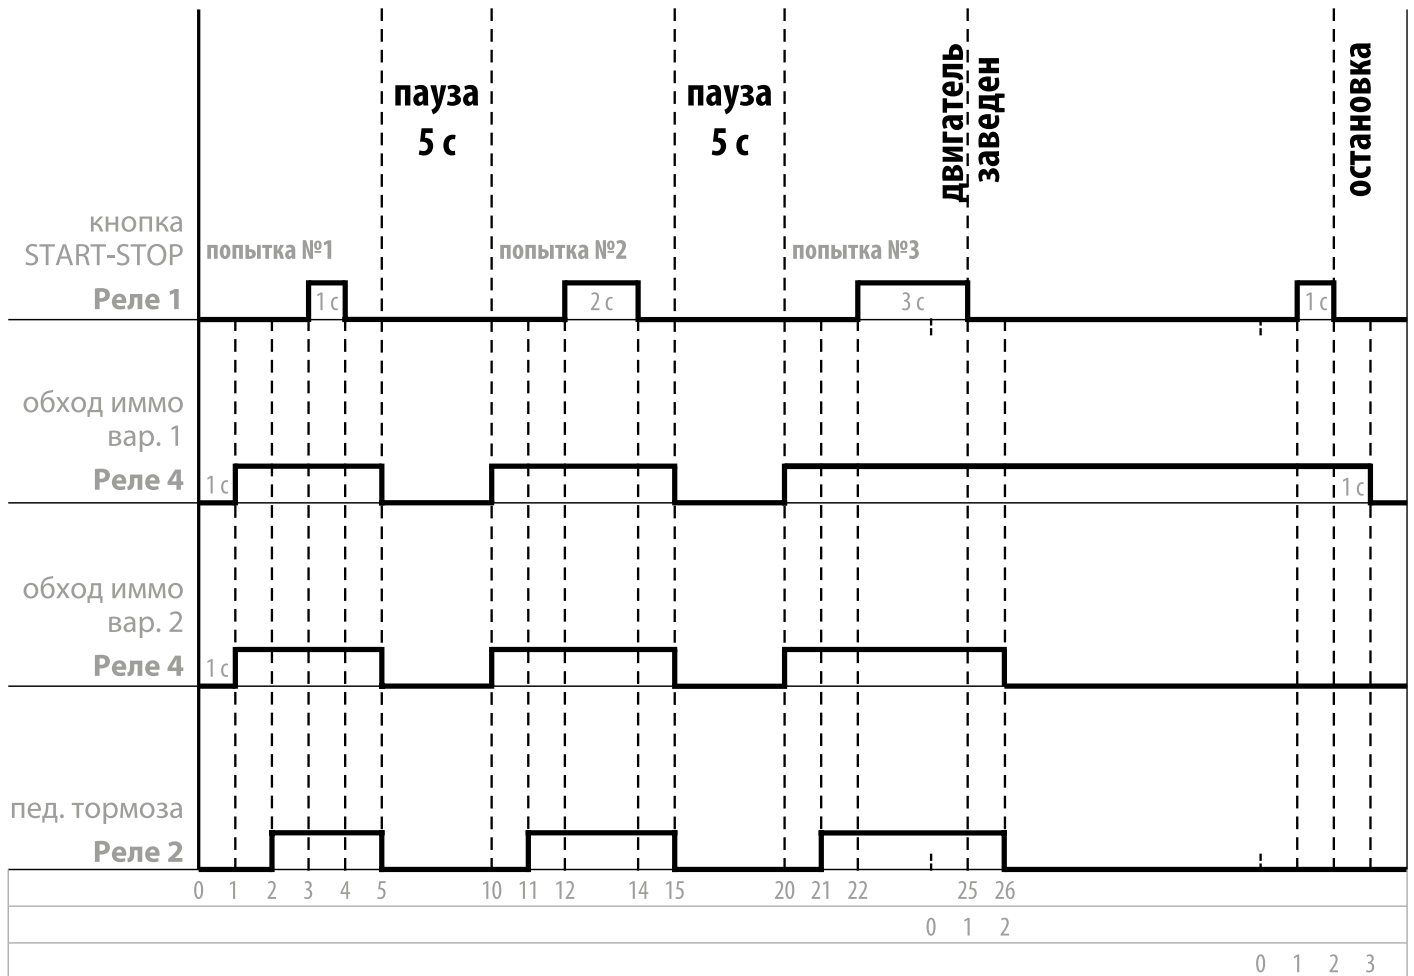 пауза
5 с
пауза
5 с
двигатель
заведен
остановка
кнопка
START-STOP
Реле 1
попытка №1
попытка №2
попытка №3
1 с
2 с
3 с
1 с
обход иммо
вар. 1
Реле 4
1 с
1 с
обход иммо
вар. 2
Реле 4
1 с
пед. тормоза
Реле 2
0 1 2 3 4 5 10 11 12 14 15 20 21 22 25 26
0 1 2
0 1 2 3